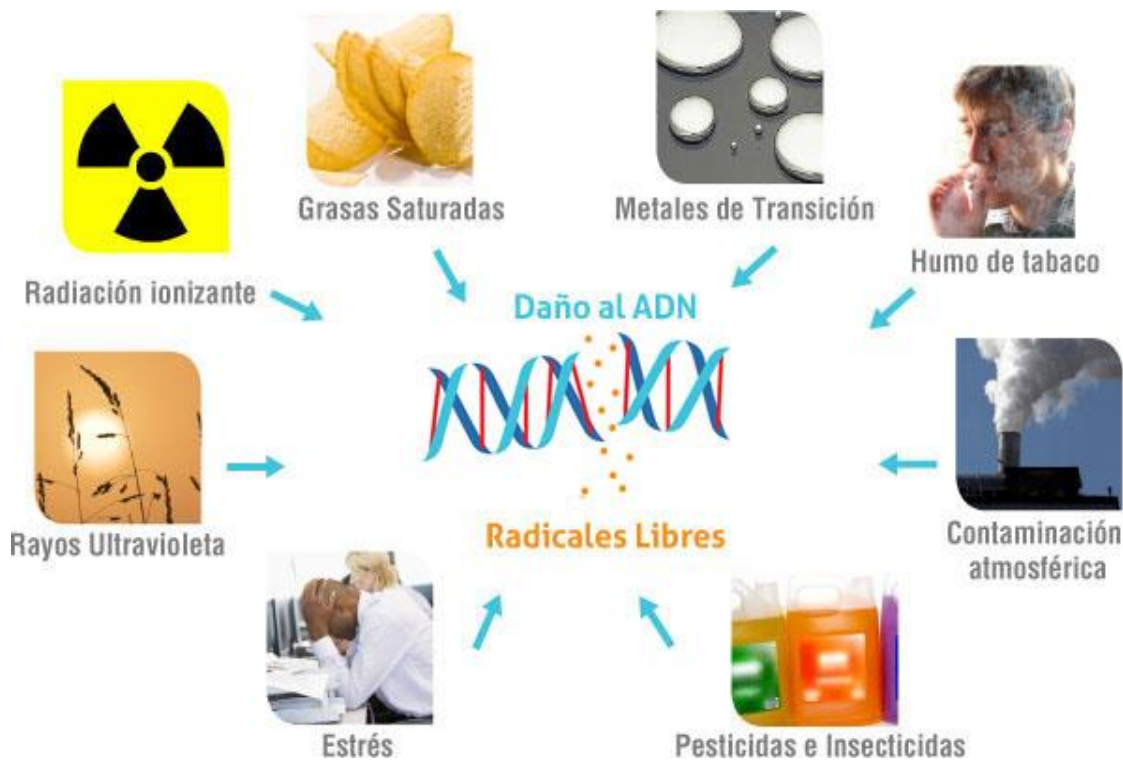 Grasas Saturadas
Metales de Transición
Humo de tabaco
Radiación ionizante
Daño al ADN
Rayos Ultravioleta
Radicales Libres
Contaminación
atmosférica
Estrés
Pesticidas e Insecticidas